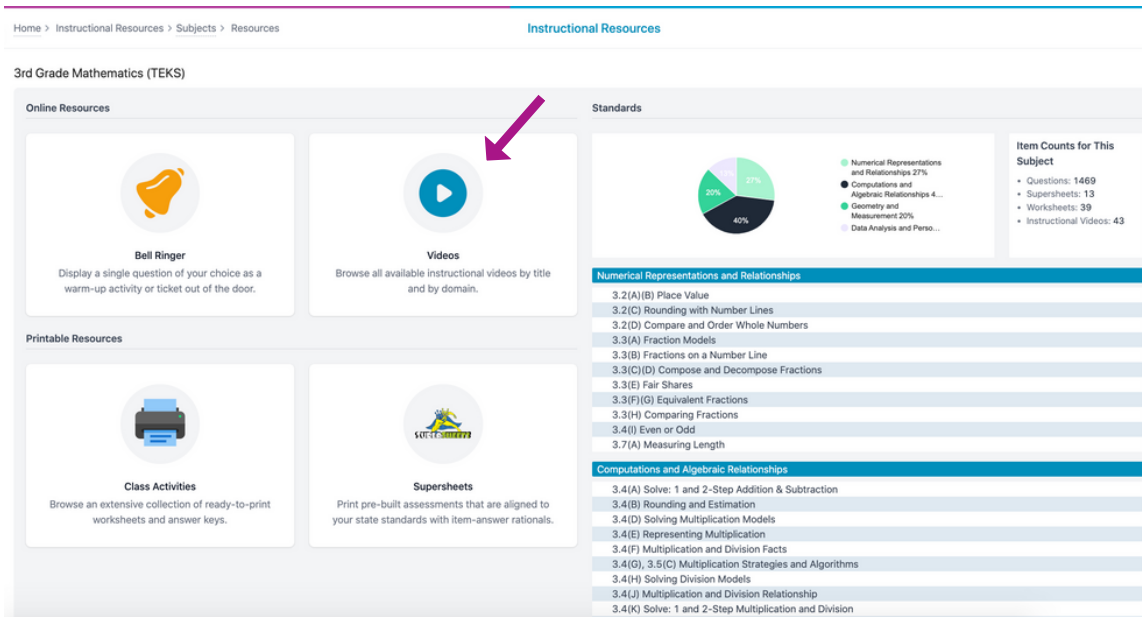 Home > Instructional Resources > Subjects > Resources
Instructional Resources
3rd Grade Mathematics (TEKS)
Online Resources
Bell Ringer
Display a single question of your choice as a
warm-up activity or ticket out of the door.
Videos
Browse all available instructional videos by title
and by domain.
Printable Resources
Class Activities
Browse an extensive collection of ready-to-print
worksheets and answer keys.
Supersheets
Print pre-built assessments that are aligned to
your state standards with item-answer rationals.
Standards
27%
40%
20%
Numerical Representations
and Relationships 27%
Computations and
Algebraic Relationships 4...
Geometry and
Measurement 20%
Data Analysis and Perso...
Item Counts for This
Subject
• Questions: 1469
• Supersheets: 13
• Worksheets: 39
• Instructional Videos: 43
Numerical Representations and Relationships
3.2(A)(B) Place Value
3.2(C) Rounding with Number Lines
3.2(D) Compare and Order Whole Numbers
3.3(A) Fraction Models
3.3(B) Fractions on a Number Line
3.3(C)(D) Compose and Decompose Fractions
3.3(E) Fair Shares
3.3(F)(G) Equivalent Fractions
3.3(H) Comparing Fractions
3.4(I) Even or Odd
3.7(A) Measuring Length
Computations and Algebraic Relationships
3.4(A) Solve: 1 and 2-Step Addition & Subtraction
3.4(B) Rounding and Estimation
3.4(D) Solving Multiplication Models
3.4(E) Representing Multiplication
3.4(F) Multiplication and Division Facts
3.4(G), 3.5(C) Multiplication Strategies and Algorithms
3.4(H) Solving Division Models
3.4(J) Multiplication and Division Relationship
3.4(K) Solve: 1 and 2-Step Multiplication and Division